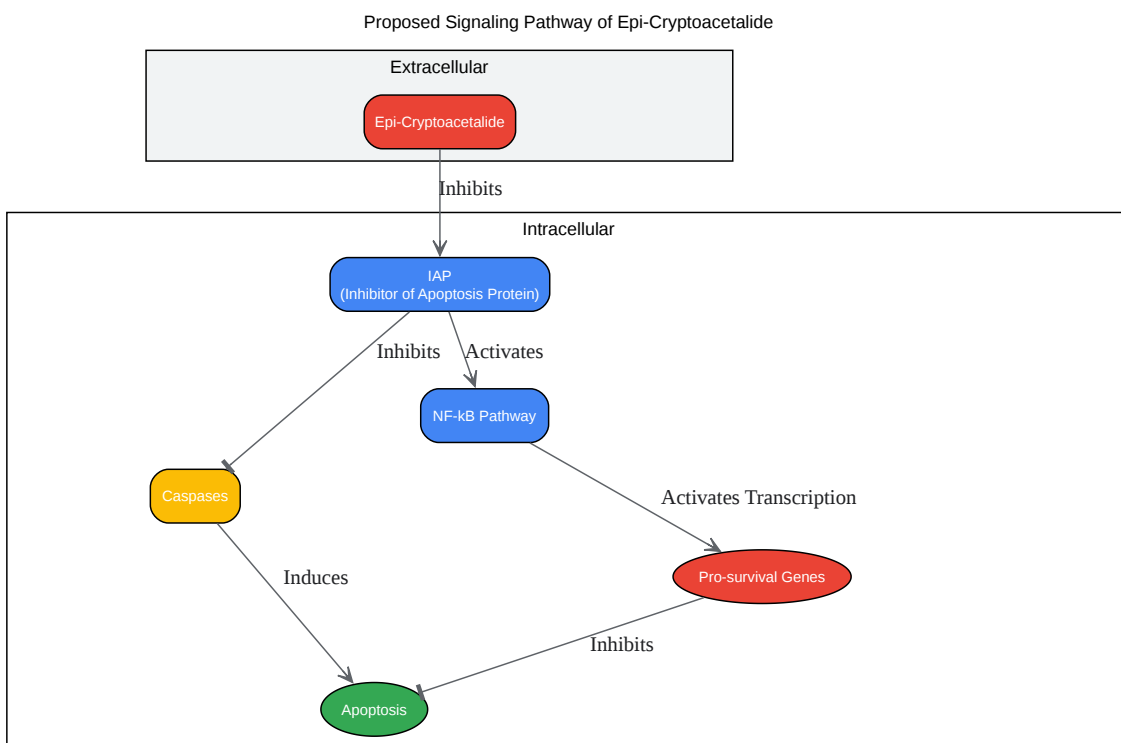 Proposed Signaling Pathway of Epi-Cryptoacetalide
Extracellular
Epi-Cryptoacetalide
Inhibits
Intracellular
IAP
(Inhibitor of Apoptosis Protein)
Inhibits
Activates
NF-kB Pathway
Caspases
Activates Transcription
Induces
Pro-survival Genes
Inhibits
Apoptosis